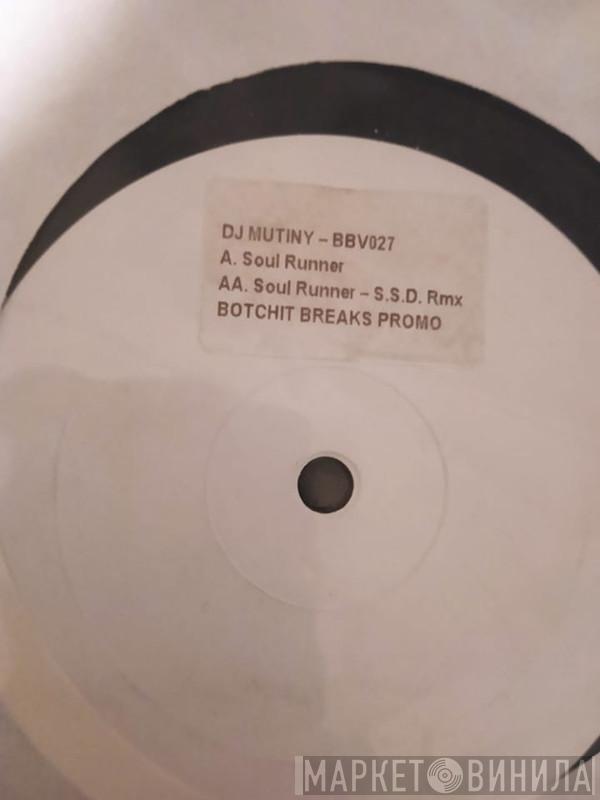 DJ MUTINY – BBV027
A. Soul Runner
AA. Soul Runner – S.S.D. Rmx
BOTCHIT BREAKS PROMO
МАРКЕТ ВИНИЛА